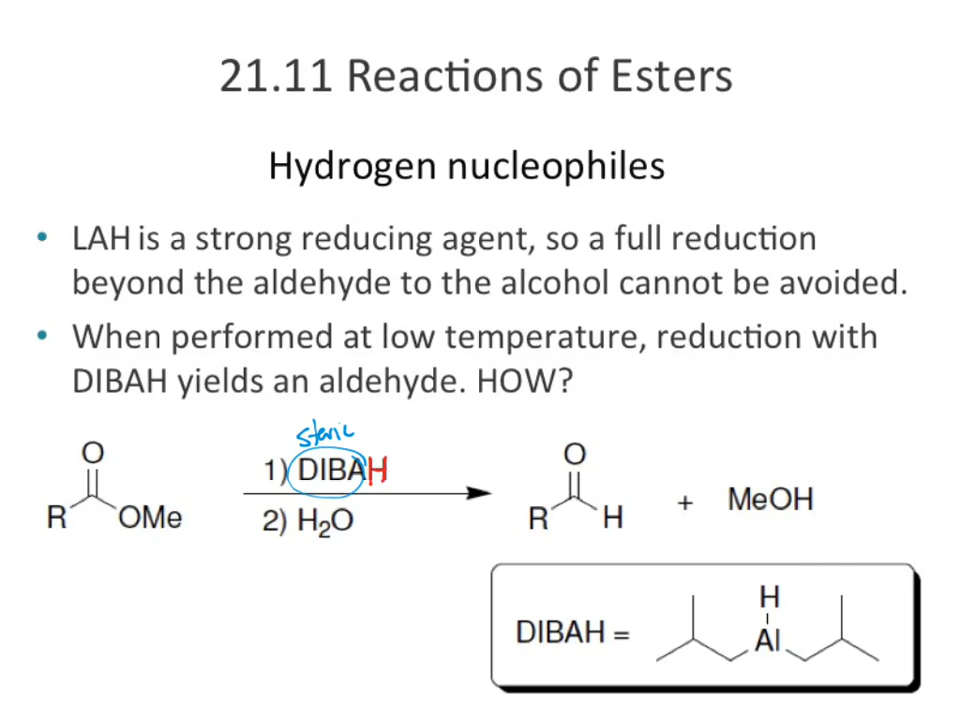 21.11 Reactions of Esters
Hydrogen nucleophiles
• LAH is a strong reducing agent, so a full reduction
beyond the aldehyde to the alcohol cannot be avoided.
• When performed at low temperature, reduction with
DIBAH yields an aldehyde. HOW?
steric
O
R
OMe
1) DIBAH
2) H₂O
O
R
H
+
MeOH
DIBAH =
H
Al